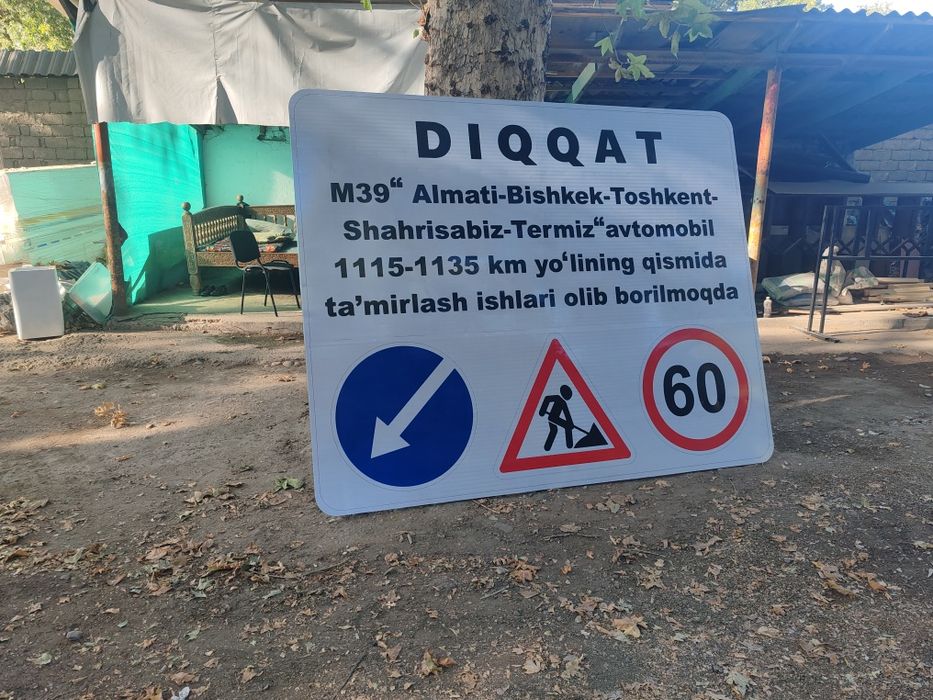 DIQQAT
M39“ Almati-Bishkek-Toshkent-
Shahrisabiz-Termiz“avtomobil
1115-1135 km yo‘lining qismida
ta’mirlash ishlari olib borilmoqda
60